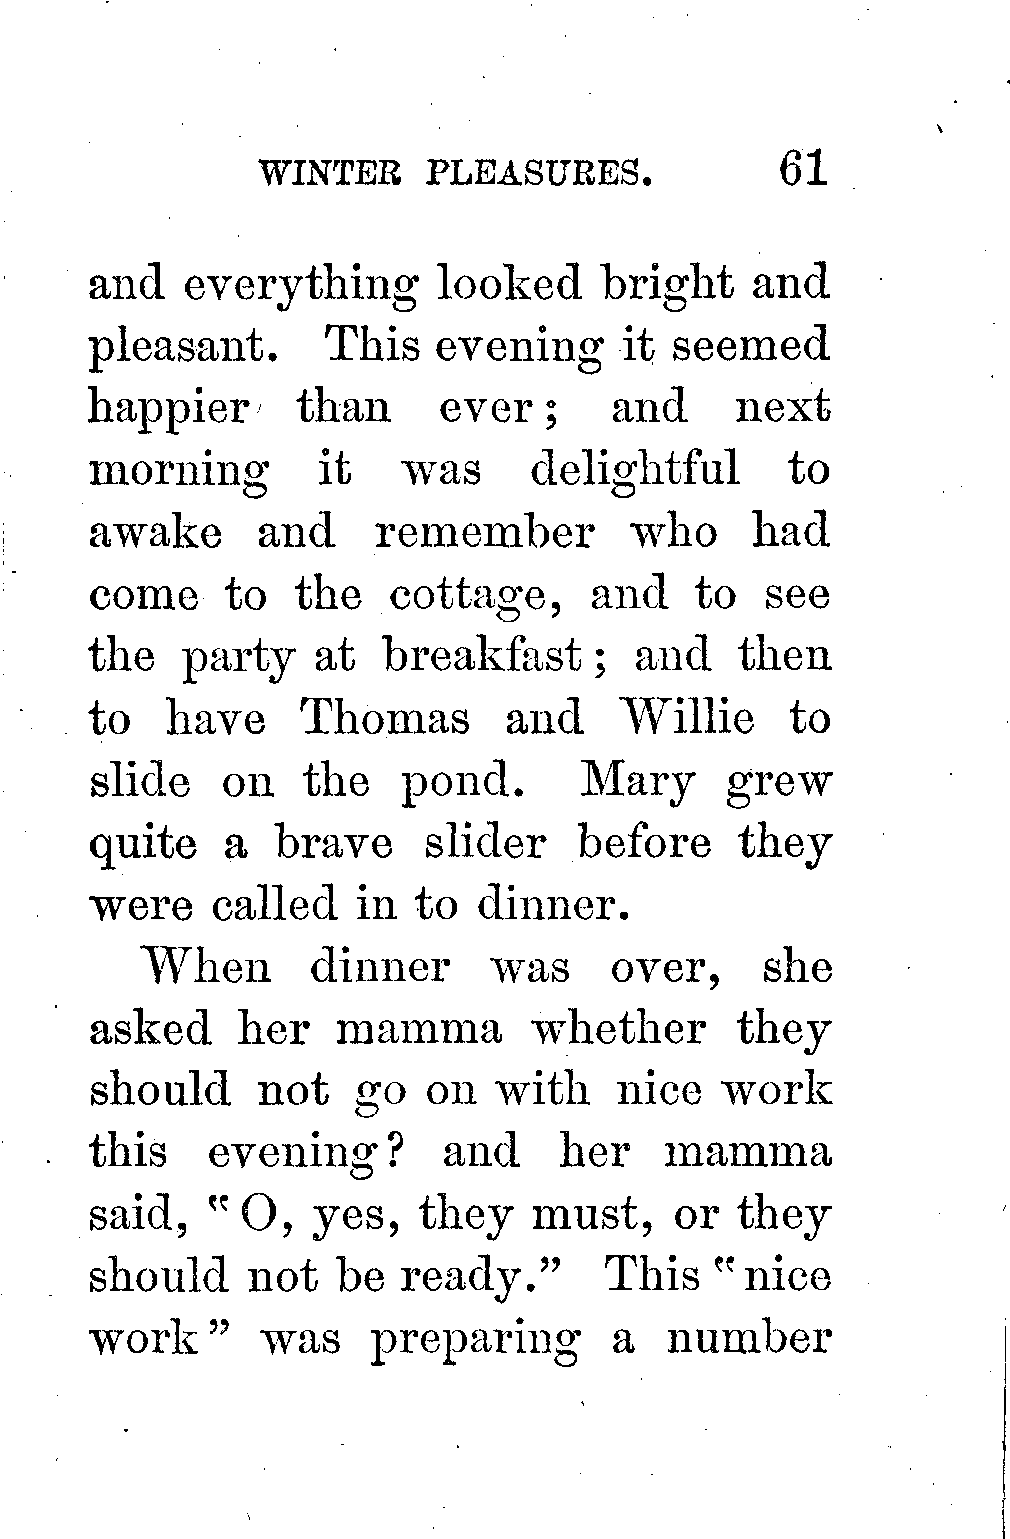 WINTER PLEASURES. 61
and everything looked bright and
pleasant. This evening it seemed
happier than ever; and next
morning it was delightful to
awake and remember who had
come to the cottage, and to see
the party at breakfast; and then
to have Thomas and Willie to
slide on the pond. Mary grew
quite a brave slider before they
were called in to dinner.
When dinner was over, she
asked her mamma whether they
should not go on with nice work
this evening? and her mamma
said, "O, yes, they must, or they
should not be ready." This "nice
work" was preparing a number